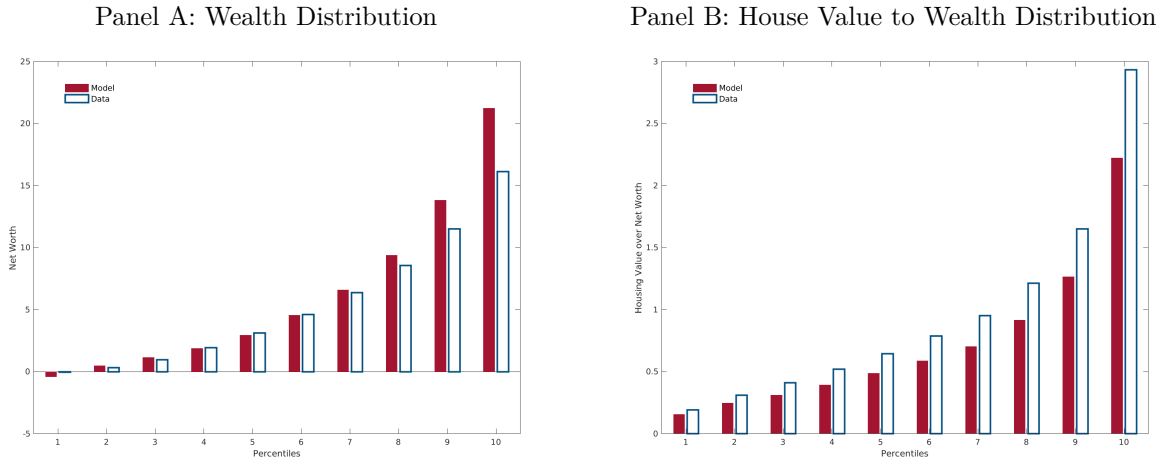 Panel A: Wealth Distribution
25
20
15
10
5
0
-5
Net Worth
Model
Data
1 2 3 4 5 6 7 8 9 10
Percentiles
Panel B: House Value to Wealth Distribution
3
2.5
2
1.5
1
0.5
0
Housing Value over Net Worth
Model
Data
1 2 3 4 5 6 7 8 9 10
Percentiles